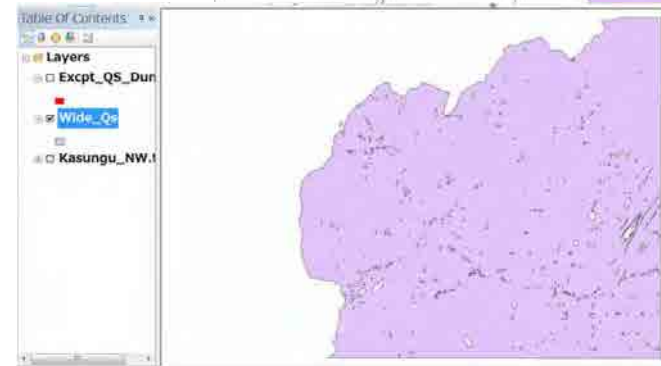 Table Of Contents
Layers
Excpt_QS_Dun
Wide_Qs
Kasungu_NW.t